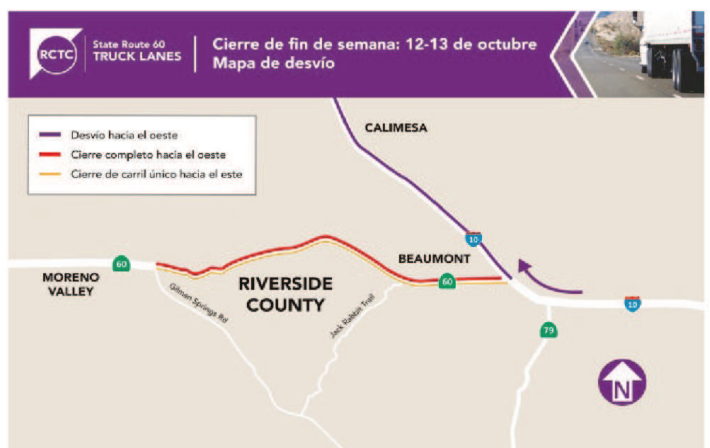 RCTC
State Route 60
TRUCK LANES
Cierre de fin de semana: 12-13 de octubre
Mapa de desvío
Desvío hacia el oeste
Cierre completo hacia el oeste
Cierre de carril único hacia el este
CALIMESA
10
BEAUMONT
60
MORENO
VALLEY
RIVERSIDE
COUNTY
60
10
Gilman Springs Rd
Jack Rabbit Trail
79
N